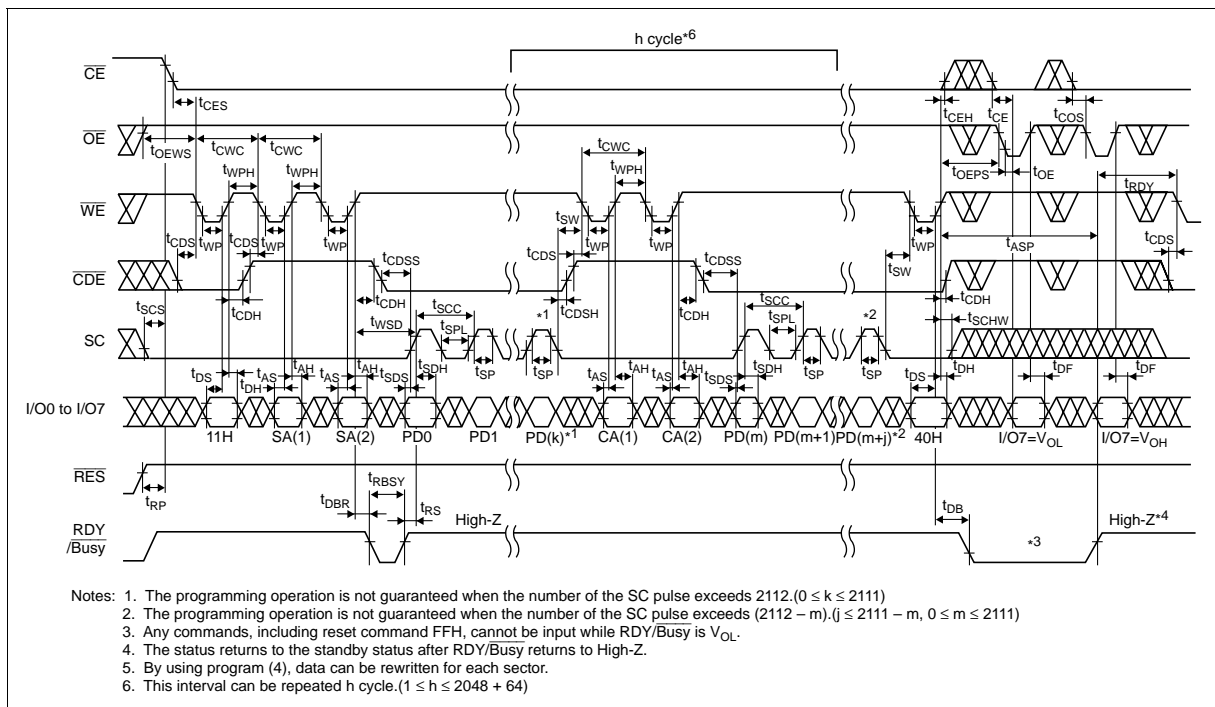 h cycle*6
CE
tCES
tCEH
tCE
tCOS
OE
tOEWS
tCWC
tCWC
tCWC
tOEPS
tOE
tWPH
tWPH
tWPH
tRDY
WE
tCDS
tWP
tCDS
tWP
tWP
tSW
tWP
tWP
tWP
tASP
tCDS
CDE
tCDSS
tCDS
tCDSS
tSW
tSCS
tCDH
tCDH
tCDSH
tCDH
tCDH
tSCC
tSCC
tWSD
tSPL
*1
tSPL
*2
tSCHW
SC
tDS
tDH
tAS
tAH
tAS
tAH
tSDS
tSDH
tSP
tSP
tAS
tAH
tAS
tAH
tSDS
tSDH
tSP
tSP
tDS
tDH
tDF
tDF
I/O0 to I/O7
11H
SA(1)
SA(2)
PD0
PD1
PD(k)*1
CA(1)
CA(2)
PD(m)
PD(m+1)
PD(m+j)*2
40H
I/O7=VOL
I/O7=VOH
RES
tRP
tRBSY
tDBR
tRS
tDB
RDY
/Busy
High-Z
*3
High-Z*4
Notes: 1. The programming operation is not guaranteed when the number of the SC pulse exceeds 2112.(0 ≤ k ≤ 2111)
2. The programming operation is not guaranteed when the number of the SC pulse exceeds (2112 – m).(j ≤ 2111 – m, 0 ≤ m ≤ 2111)
3. Any commands, including reset command FFH, cannot be input while RDY/Busy is VOL.
4. The status returns to the standby status after RDY/Busy returns to High-Z.
5. By using program (4), data can be rewritten for each sector.
6. This interval can be repeated h cycle.(1 ≤ h ≤ 2048 + 64)